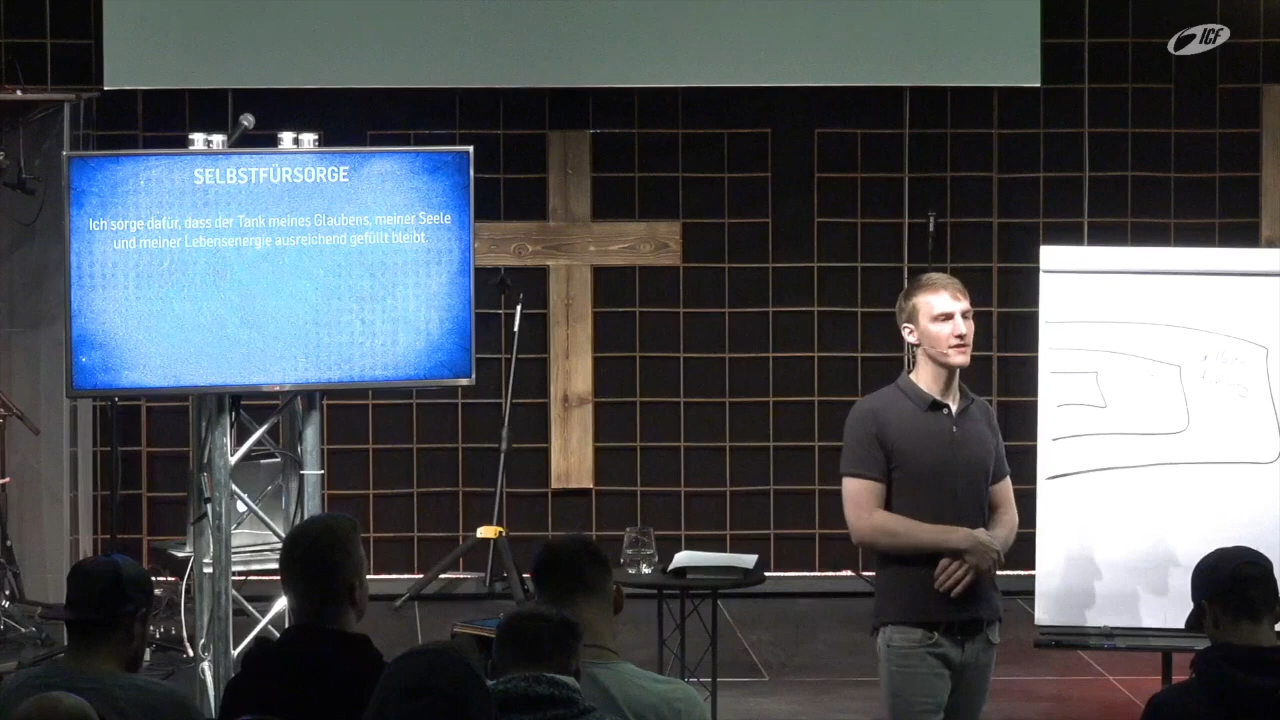 ICF
SELBSTFÜRSORGE
Ich sorge dafür, dass der Tank meines Glaubens, meiner Seele
und meiner Lebensenergie ausreichend gefüllt bleibt.